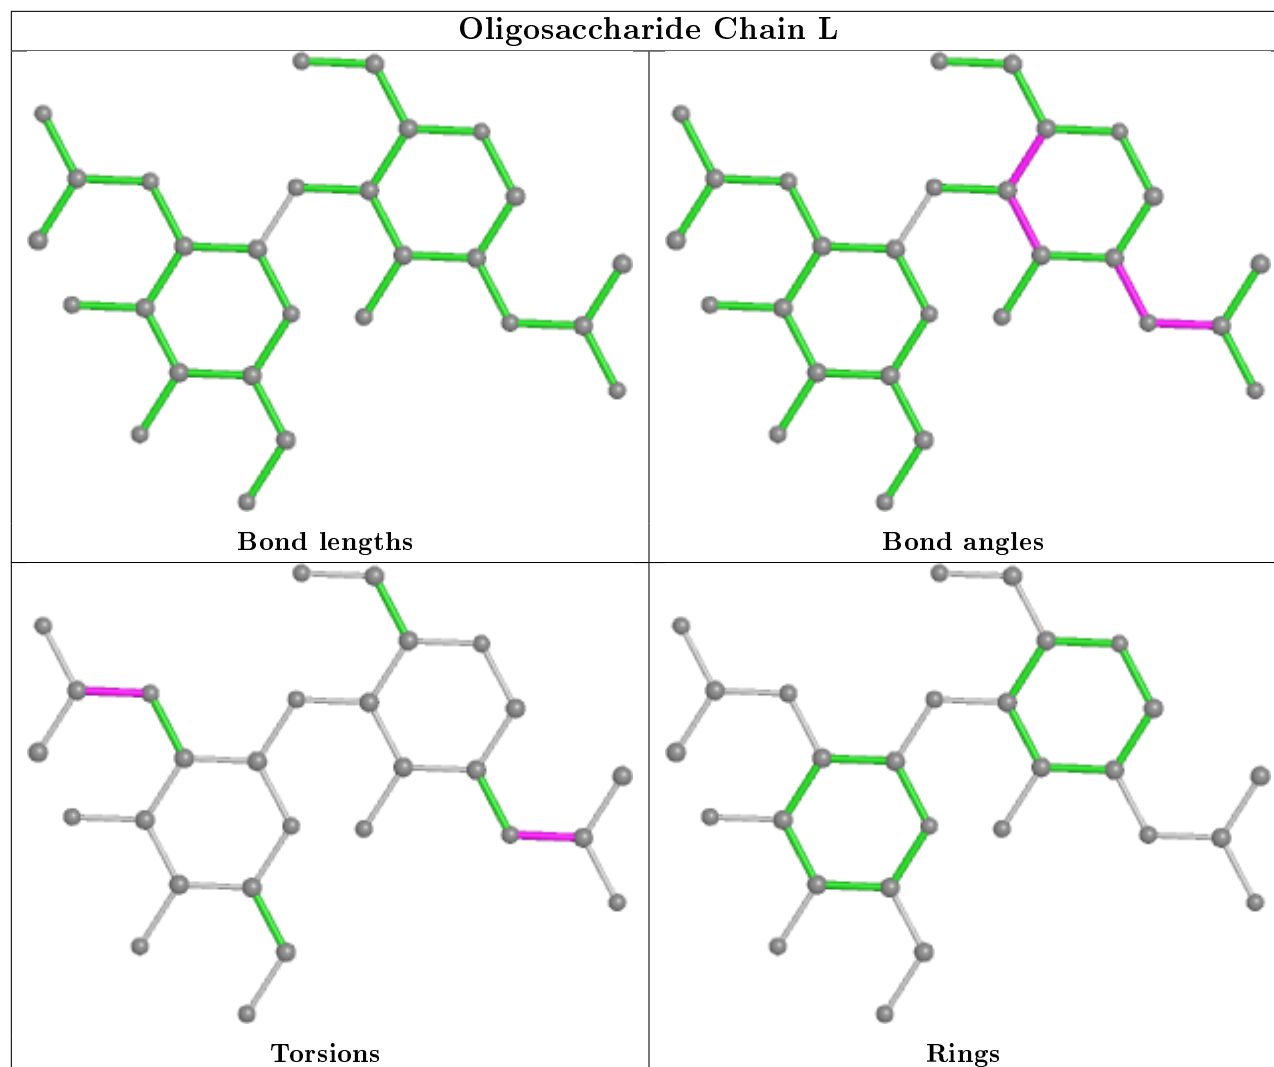 Oligosaccharide Chain L
Bond lengths
Bond angles
Torsions
Rings